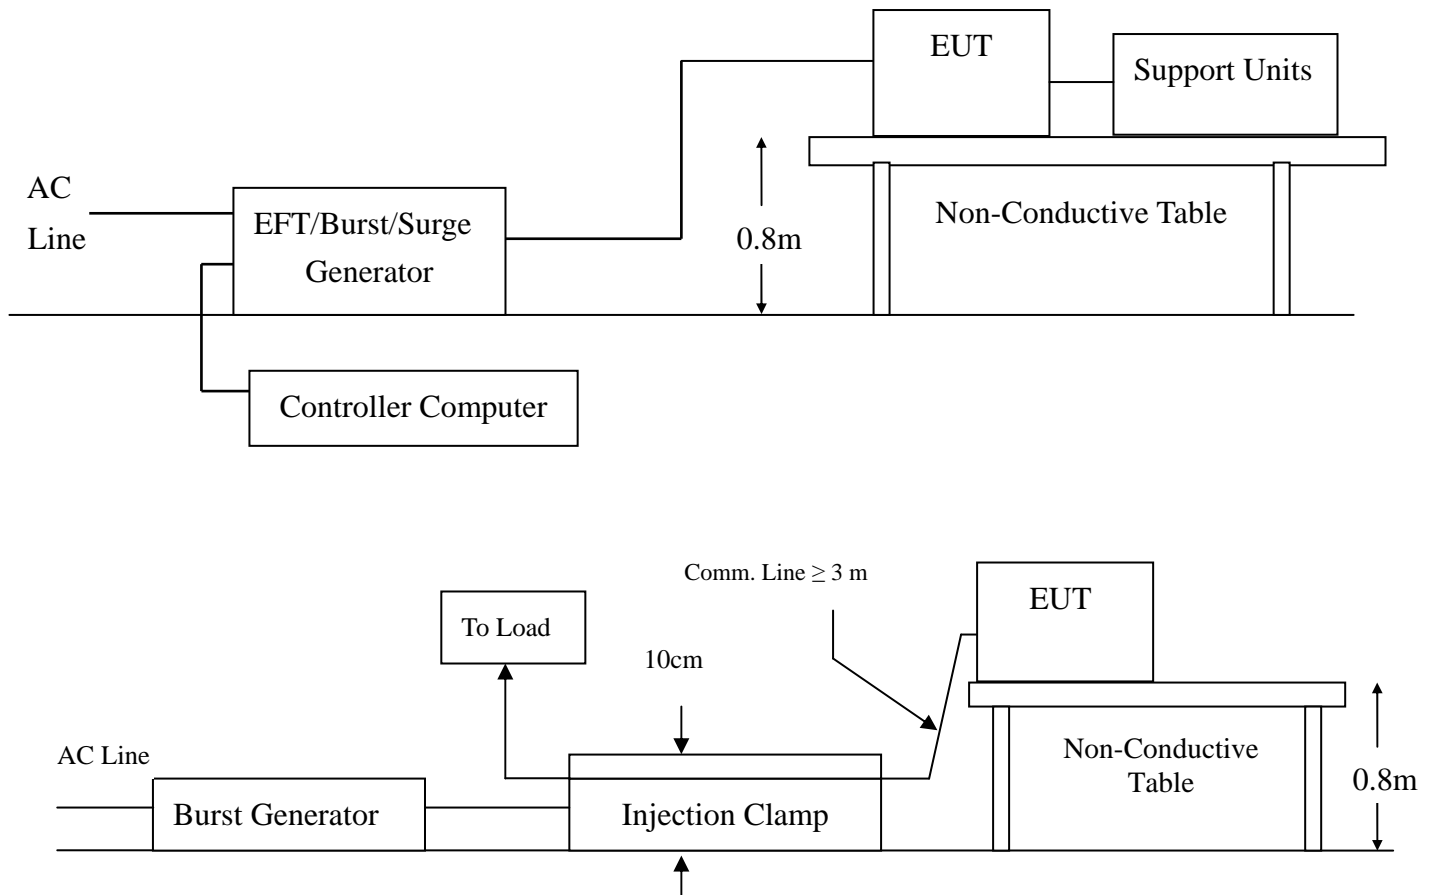 EUT
Support Units
AC
Line
EFT/Burst/Surge
Generator
0.8m
Non-Conductive Table
Controller Computer
Comm. Line ≥ 3 m
EUT
To Load
10cm
AC Line
Non-Conductive
Table
0.8m
Burst Generator
Injection Clamp